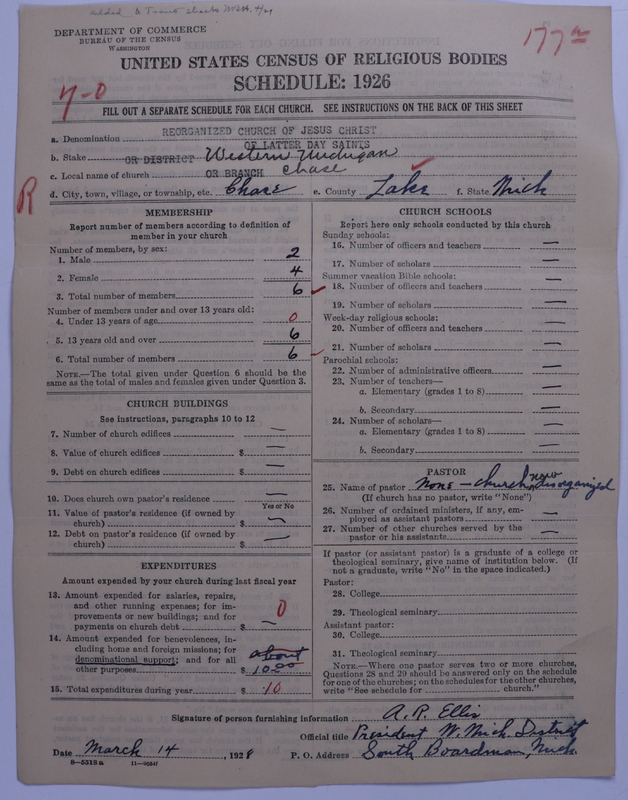 added
DEPARTMENT OF COMMERCE
BUREAU OF THE CENSUS
WASHINGTON
177
UNITED STATES CENSUS OF RELIGIOUS BODIES
SCHEDULE: 1926
7-0
FILL OUT A SEPARATE SCHEDULE FOR EACH CHURCH. SEE INSTRUCTIONS ON THE BACK OF THIS SHEET
a. Denomination REORGANIZED CHURCH OF JESUS CHRIST
OF LATTER DAY SAINTS
b. Stake OR DISTRICT Western Michigan
c. Local name of church OR BRANCH Chase
d. City, town, village, or township, etc. Chase e. County Lake f. State Mich
R
MEMBERSHIP
Report number of members according to definition of
member in your church
Number of members, by sex:
1. Male 2
2. Female 4
3. Total number of members 6
Number of members under and over 13 years old:
4. Under 13 years of age 0
5. 13 years old and over 6
6. Total number of members 6
NOTE.—The total given under Question 6 should be
the same as the total of males and females given under Question 3.
CHURCH BUILDINGS
See instructions, paragraphs 10 to 12
7. Number of church edifices —
8. Value of church edifices $ —
9. Debt on church edifices $ —
10. Does church own pastor's residence —
Yes or No
11. Value of pastor's residence (if owned by
church) $ —
12. Debt on pastor's residence (if owned by
church) $ —
EXPENDITURES
Amount expended by your church during last fiscal year
13. Amount expended for salaries, repairs,
and other running expenses; for im-
provements or new buildings; and for
payments on church debt $ — 0
14. Amount expended for benevolences, in-
cluding home and foreign missions; for
denominational support; and for all
other purposes $ about 10.00
15. Total expenditures during year $ 10
CHURCH SCHOOLS
Report here only schools conducted by this church
Sunday schools:
16. Number of officers and teachers —
17. Number of scholars —
Summer vacation Bible schools:
18. Number of officers and teachers —
19. Number of scholars —
Week-day religious schools:
20. Number of officers and teachers —
21. Number of scholars —
Parochial schools:
22. Number of administrative officers —
23. Number of teachers—
a. Elementary (grades 1 to 8) —
b. Secondary —
24. Number of scholars—
a. Elementary (grades 1 to 8) —
b. Secondary —
PASTOR
25. Name of pastor None — church now disorganized
(If church has no pastor, write "None")
26. Number of ordained ministers, if any, em-
ployed as assistant pastors —
27. Number of other churches served by the
pastor or his assistants —
If pastor (or assistant pastor) is a graduate of a college or
theological seminary, give name of institution below. (If
not a graduate, write "No" in the space indicated.)
Pastor:
28. College
29. Theological seminary
Assistant pastor:
30. College
31. Theological seminary
NOTE.—Where one pastor serves two or more churches,
Questions 28 and 29 should be answered only on the schedule
for one of the churches; on the schedules for the other churches,
write "See schedule for church."
Signature of person furnishing information A. R. Ellis
Official title President W. Mich District
Date March 14, 1928 P. O. Address South Boardman, Mich.
8-5518a 11-9684f